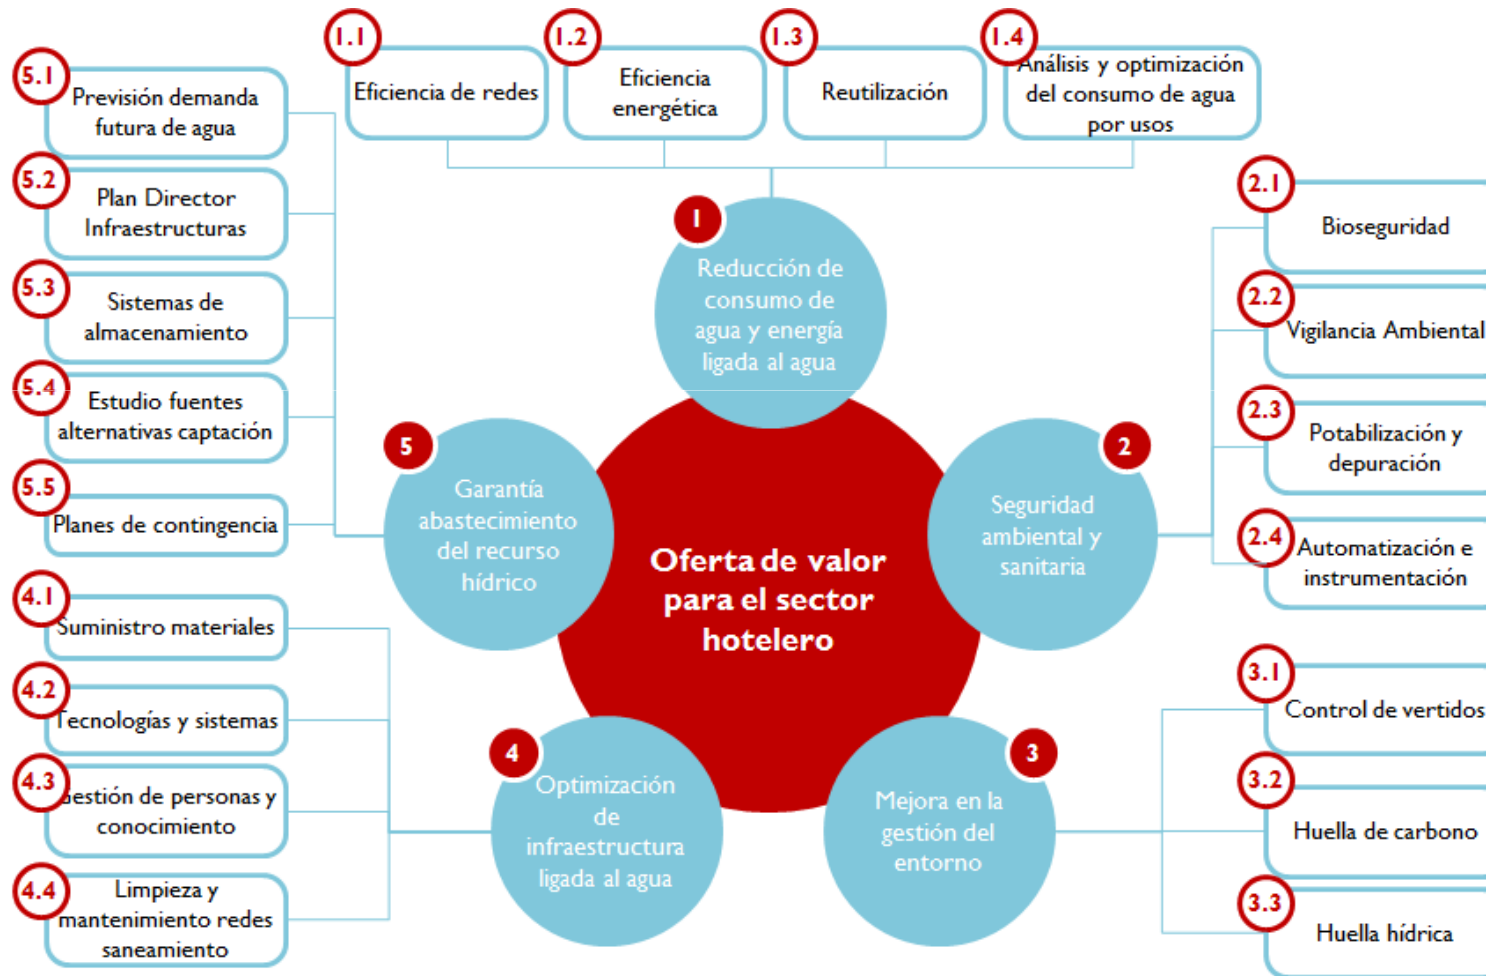 1.1
Eficiencia de redes
1.2
Eficiencia
energética
1.3
Reutilización
1.4
Análisis y optimización
del consumo de agua
por usos
5.1
Previsión demanda
futura de agua
5.2
Plan Director
Infraestructuras
5.3
Sistemas de
almacenamiento
5.4
Estudio fuentes
alternativas captación
5.5
Planes de contingencia
4.1
Suministro materiales
4.2
Tecnologías y sistemas
4.3
Gestión de personas y
conocimiento
4.4
Limpieza y
mantenimiento redes
saneamiento
1
Reducción de
consumo de
agua y energía
ligada al agua
5
Garantía
abastecimiento
del recurso
hídrico
Oferta de valor
para el sector
hotelero
2
Seguridad
ambiental y
sanitaria
4
Optimización
de
infraestructura
ligada al agua
3
Mejora en la
gestión del
entorno
2.1
Bioseguridad
2.2
Vigilancia Ambiental
2.3
Potabilización y
depuración
2.4
Automatización e
instrumentación
3.1
Control de vertidos
3.2
Huella de carbono
3.3
Huella hídrica